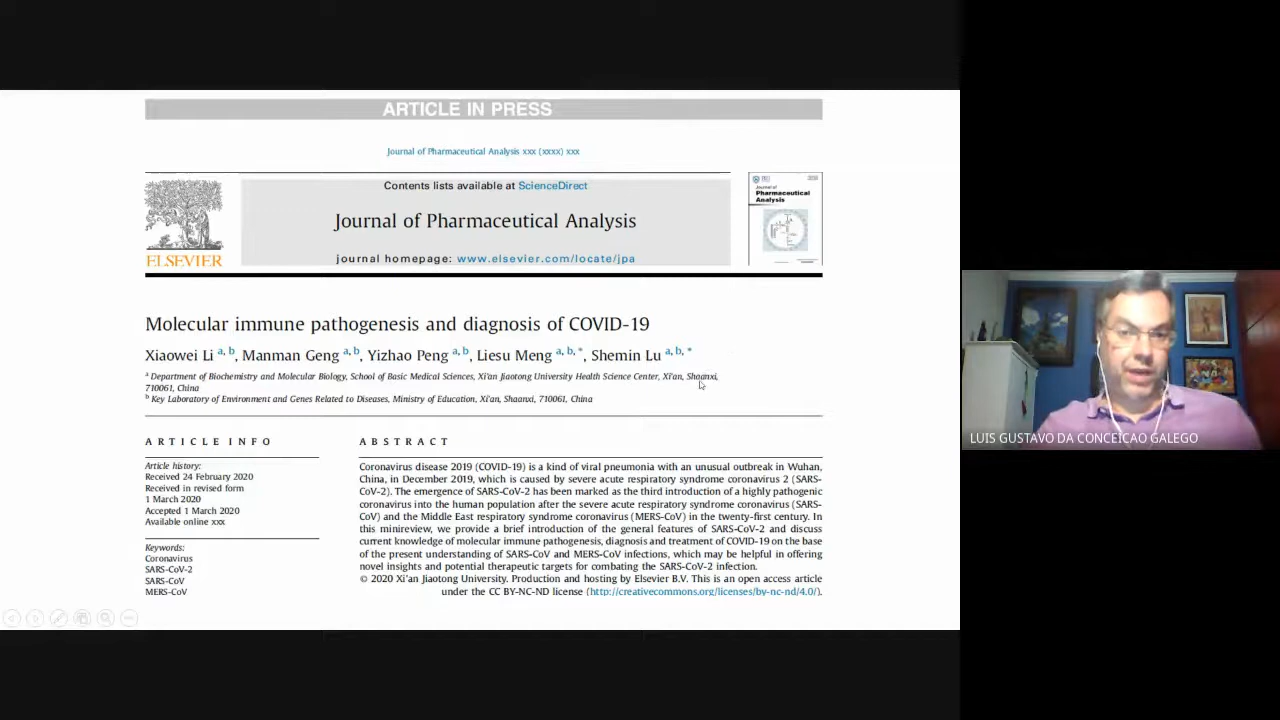 ARTICLE IN PRESS
Journal of Pharmaceutical Analysis xxx (xxxx) xxx
Contents lists available at ScienceDirect
Journal of Pharmaceutical Analysis
journal homepage: www.elsevier.com/locate/jpa
ELSEVIER
Journal of
Pharmaceutical
Analysis
Molecular immune pathogenesis and diagnosis of COVID-19
Xiaowei Li a, b, Manman Geng a, b, Yizhao Peng a, b, Liesu Meng a, b, *, Shemin Lu a, b, *
a Department of Biochemistry and Molecular Biology, School of Basic Medical Sciences, Xi'an Jiaotong University Health Science Center, Xi'an, Shaanxi,
710061, China
b Key Laboratory of Environment and Genes Related to Diseases, Ministry of Education, Xi'an, Shaanxi, 710061, China
ARTICLE INFO
Article history:
Received 24 February 2020
Received in revised form
1 March 2020
Accepted 1 March 2020
Available online xxx
Keywords:
Coronavirus
SARS-CoV-2
SARS-CoV
MERS-CoV
ABSTRACT
Coronavirus disease 2019 (COVID-19) is a kind of viral pneumonia with an unusual outbreak in Wuhan,
China, in December 2019, which is caused by severe acute respiratory syndrome coronavirus 2 (SARS-
CoV-2). The emergence of SARS-CoV-2 has been marked as the third introduction of a highly pathogenic
coronavirus into the human population after the severe acute respiratory syndrome coronavirus (SARS-
CoV) and the Middle East respiratory syndrome coronavirus (MERS-CoV) in the twenty-first century. In
this minireview, we provide a brief introduction of the general features of SARS-CoV-2 and discuss
current knowledge of molecular immune pathogenesis, diagnosis and treatment of COVID-19 on the base
of the present understanding of SARS-CoV and MERS-CoV infections, which may be helpful in offering
novel insights and potential therapeutic targets for combating the SARS-CoV-2 infection.
© 2020 Xi'an Jiaotong University. Production and hosting by Elsevier B.V. This is an open access article
under the CC BY-NC-ND license (http://creativecommons.org/licenses/by-nc-nd/4.0/).
LUIS GUSTAVO DA CONCEICAO GALEGO